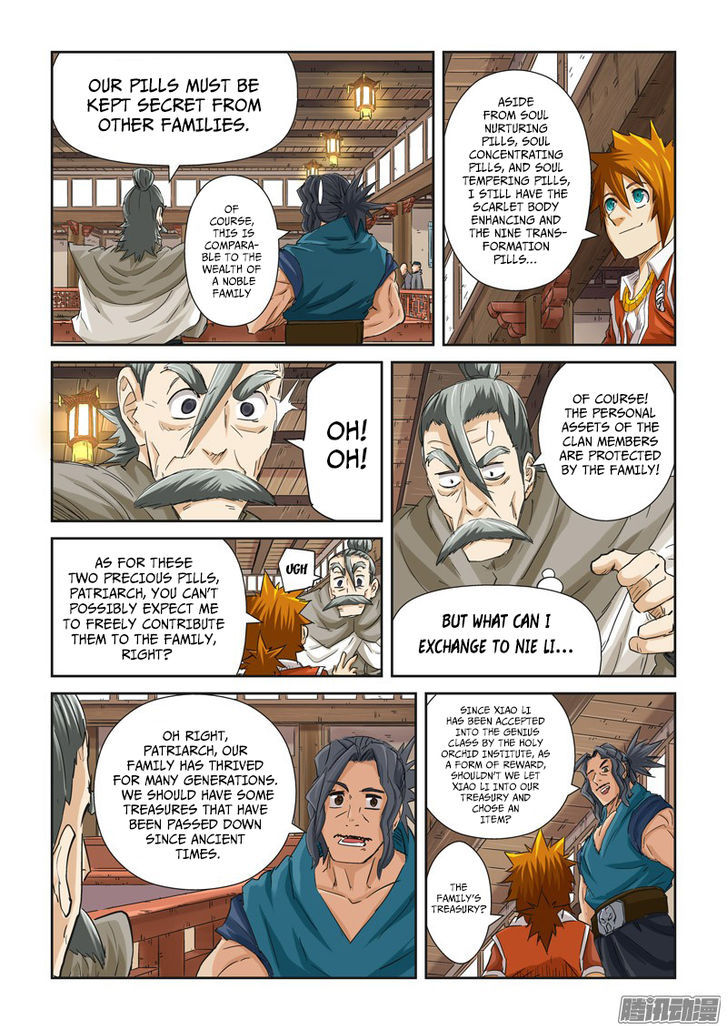 OUR PILLS MUST BE
KEPT SECRET FROM
OTHER FAMILIES.
OF
COURSE,
THIS IS
COMPARA-
BLE TO
THE WEALTH OF
A NOBLE
FAMILY
ASIDE
FROM SOUL
NURTURING
PILLS, SOUL
CONCENTRATING
PILLS, AND SOUL
TEMPERING PILLS,
I STILL HAVE THE
SCARLET BODY
ENHANCING AND
THE NINE TRANS-
FORMATION
PILLS...
OH!
OH!
OF COURSE!
THE PERSONAL
ASSETS OF THE
CLAN MEMBERS
ARE PROTECTED
BY THE FAMILY!
BUT WHAT CAN I
EXCHANGE TO NIE LI...
AS FOR THESE
TWO PRECIOUS PILLS,
PATRIARCH, YOU CAN'T
POSSIBLY EXPECT ME
TO FREELY CONTRIBUTE
THEM TO THE FAMILY,
RIGHT?
UGH
OH RIGHT,
PATRIARCH, OUR
FAMILY HAS THRIVED
FOR MANY GENERATIONS.
WE SHOULD HAVE SOME
TREASURES THAT HAVE
BEEN PASSED DOWN
SINCE ANCIENT
TIMES.
SINCE XIAO LI
HAS BEEN ACCEPTED
INTO THE GENIUS
CLASS BY THE HOLY
ORCHID INSTITUTE, AS
A FORM OF REWARD,
SHOULDN'T WE LET
XIAO LI INTO OUR
TREASURY AND
CHOSE AN
ITEM?
THE
FAMILY'S
TREASURY?
腾讯动漫